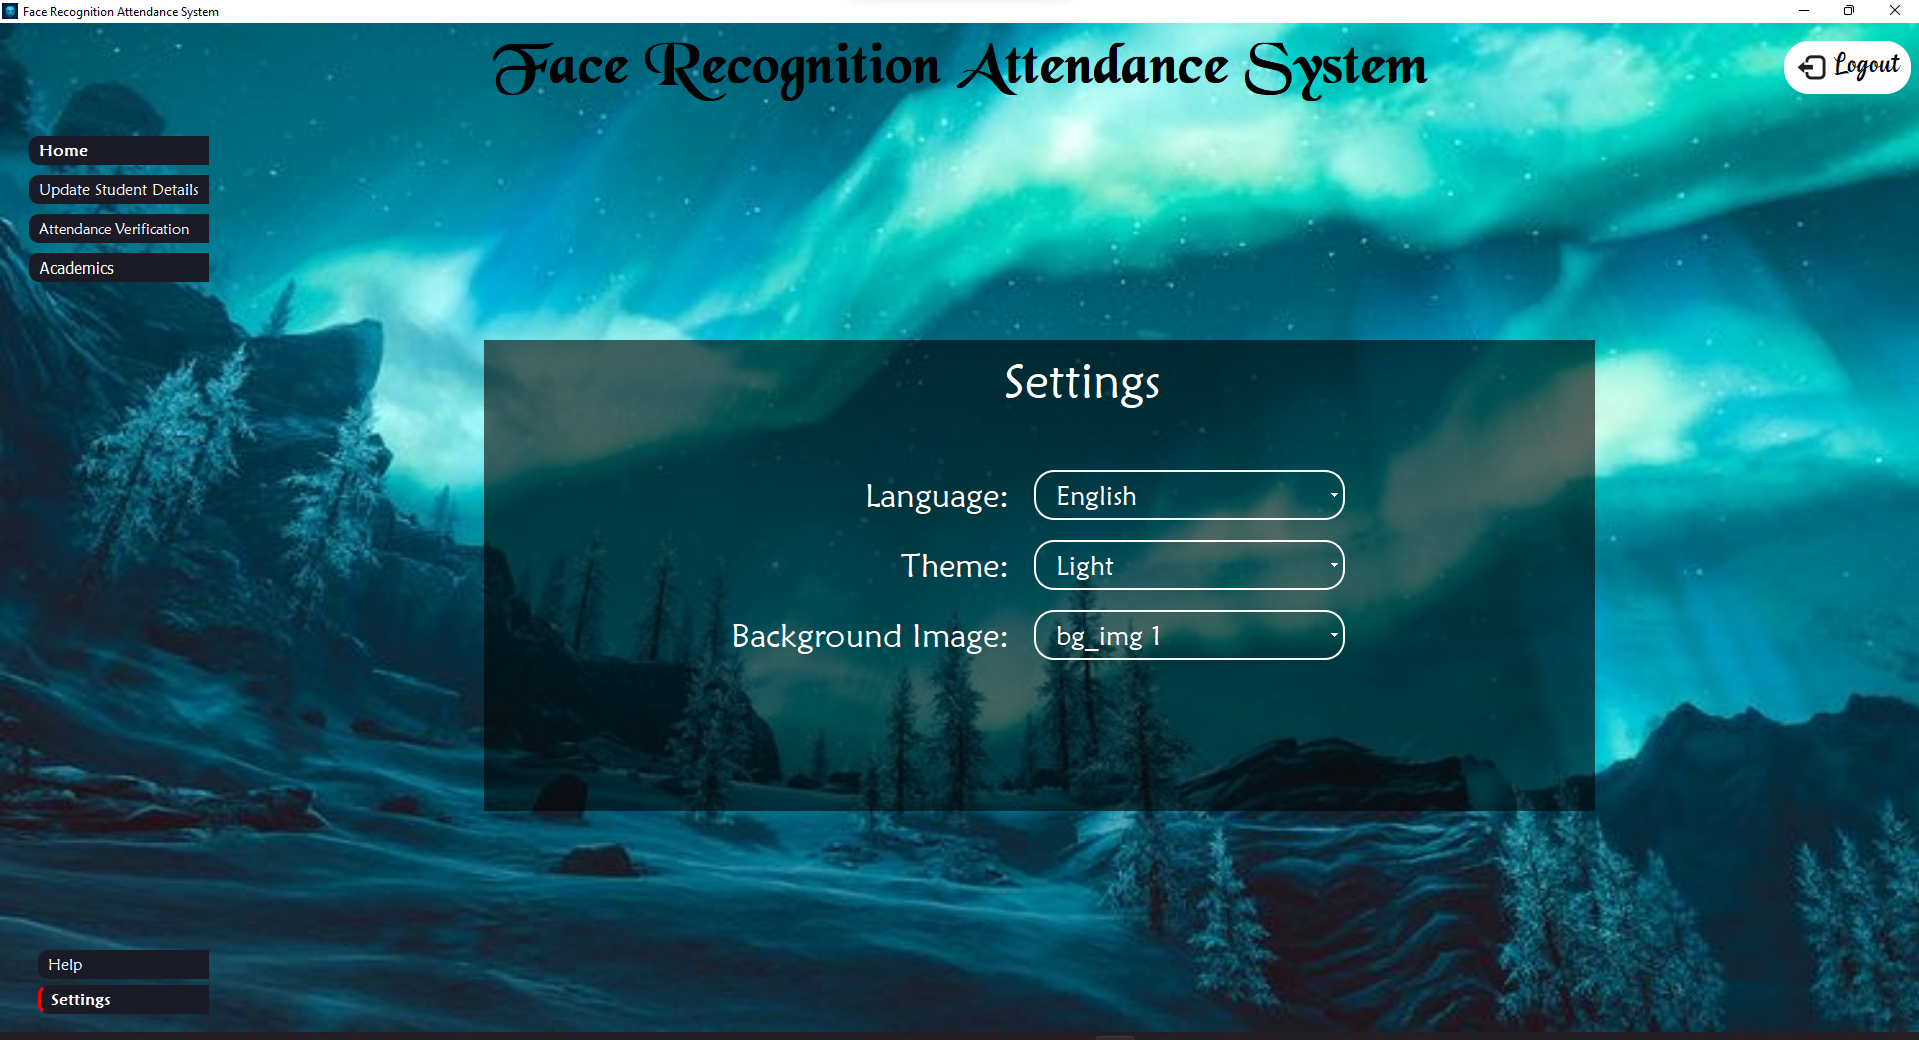 Face Recognition Attendance System
Face Recognition Attendance System
Logout
Home
Update Student Details
Attendance Verification
Academics
Settings
Language: English
Theme: Light
Background Image: bg_img 1
Help
Settings